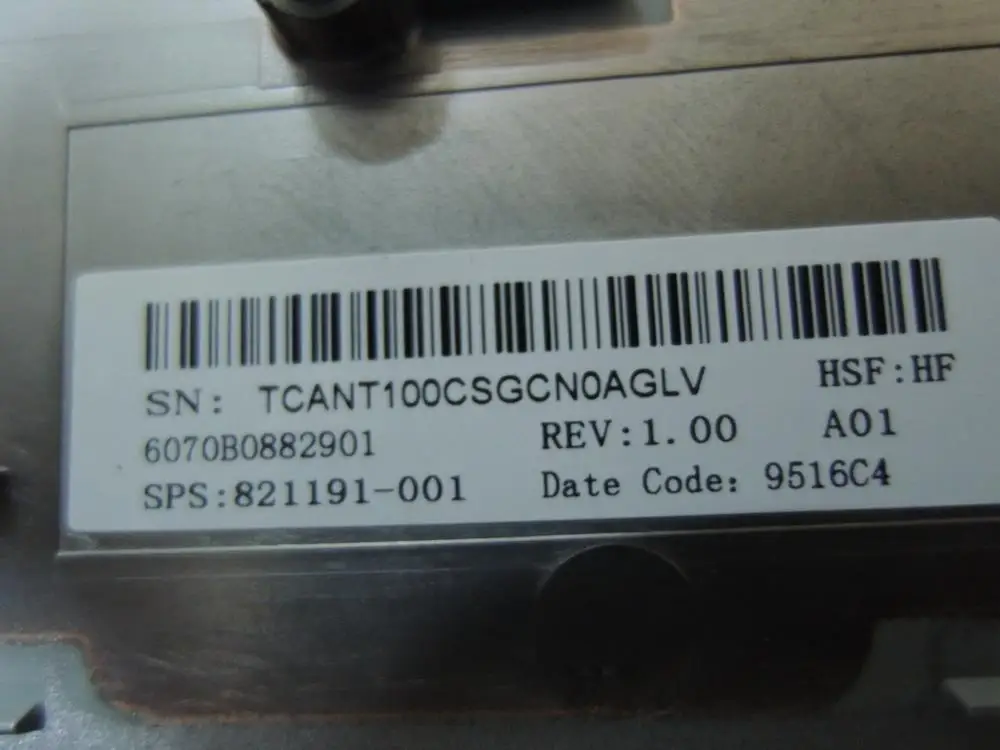 SN: TCANT100CSGCN0AGLV HSF:HF
6070B0882901 REV:1.00 A01
SPS:821191-001 Date Code: 9516C4